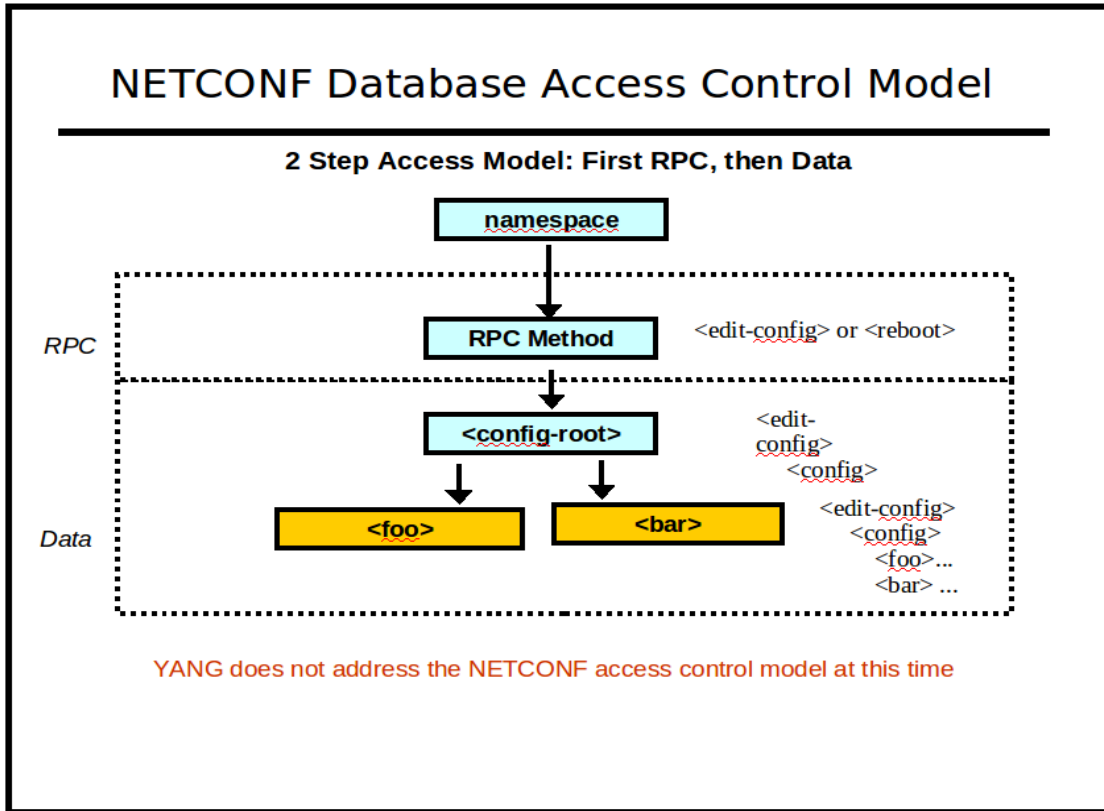 NETCONF Database Access Control Model
2 Step Access Model: First RPC, then Data
namespace
RPC
RPC Method
<edit-config> or <reboot>
<config-root>
<edit-
config>
<config>
Data
<foo>
<bar>
<edit-config>
<config>
<foo>...
<bar> ...
YANG does not address the NETCONF access control model at this time